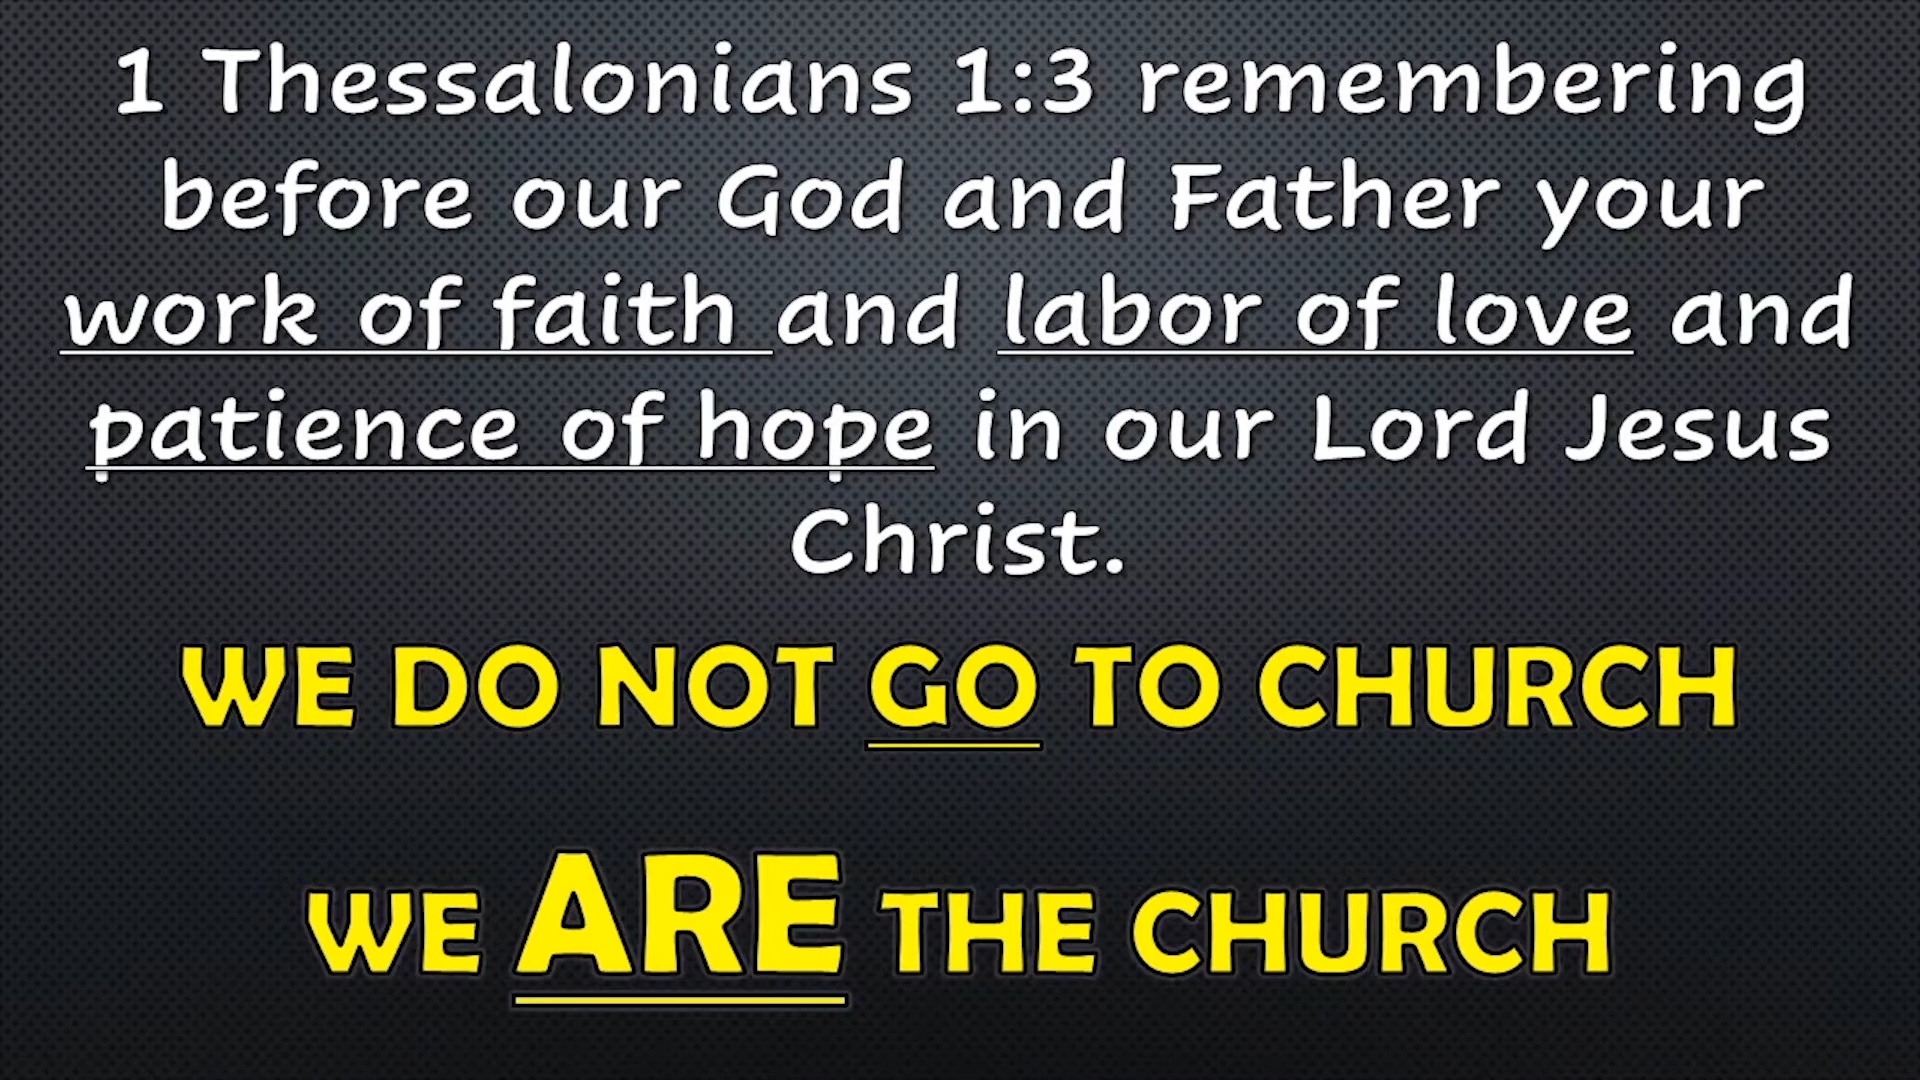 1 Thessalonians 1:3 remembering
before our God and Father your
work of faith and labor of love and
patience of hope in our Lord Jesus
Christ.
WE DO NOT GO TO CHURCH
WE ARE THE CHURCH